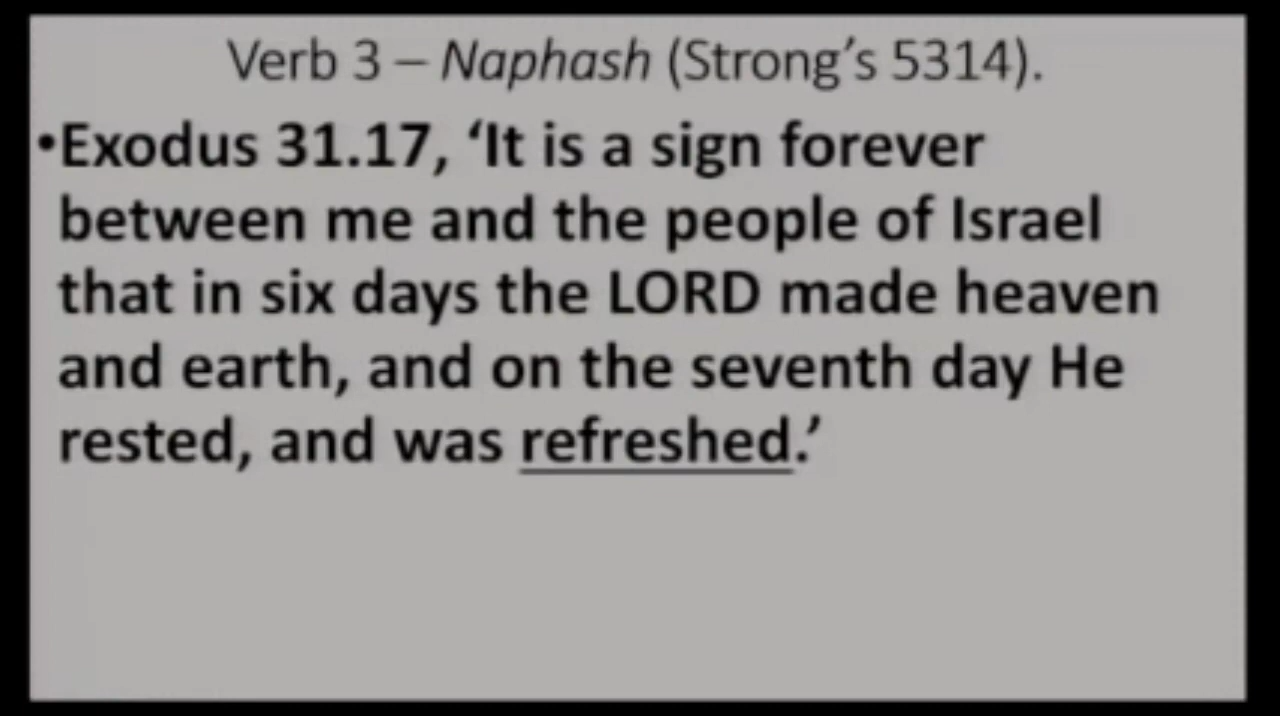 Verb 3 – Naphash (Strong’s 5314).
•Exodus 31.17, ‘It is a sign forever
between me and the people of Israel
that in six days the LORD made heaven
and earth, and on the seventh day He
rested, and was refreshed.’